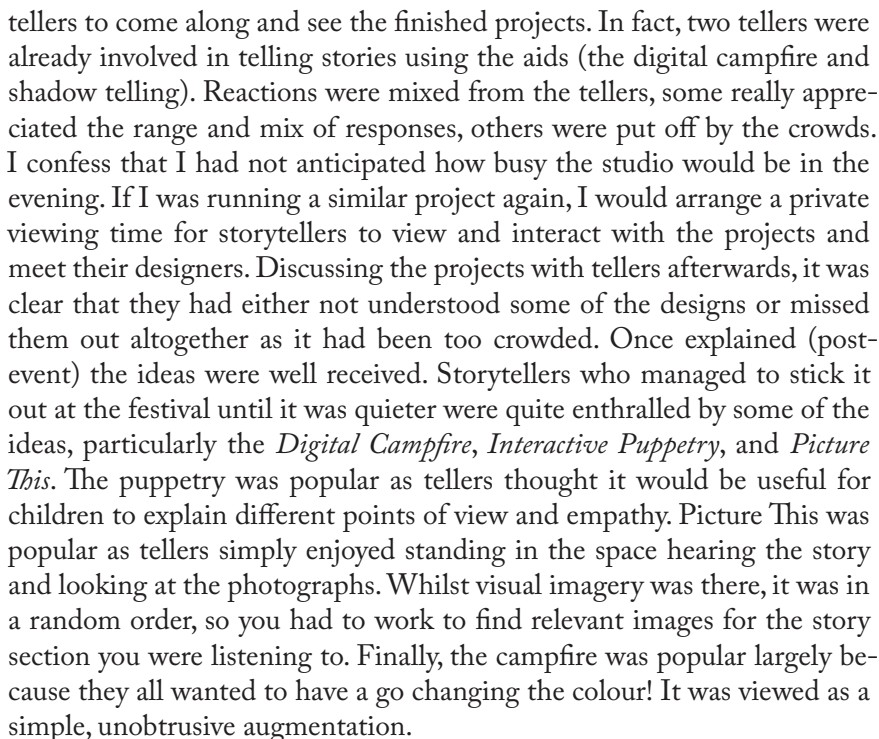 tellers to come along and see the finished projects. In fact, two tellers were
already involved in telling stories using the aids (the digital campfire and
shadow telling). Reactions were mixed from the tellers, some really appre-
ciated the range and mix of responses, others were put off by the crowds.
I confess that I had not anticipated how busy the studio would be in the
evening. If I was running a similar project again, I would arrange a private
viewing time for storytellers to view and interact with the projects and
meet their designers. Discussing the projects with tellers afterwards, it was
clear that they had either not understood some of the designs or missed
them out altogether as it had been too crowded. Once explained (post-
event) the ideas were well received. Storytellers who managed to stick it
out at the festival until it was quieter were quite enthralled by some of the
ideas, particularly the Digital Campfire, Interactive Puppetry, and Picture
This. The puppetry was popular as tellers thought it would be useful for
children to explain different points of view and empathy. Picture This was
popular as tellers simply enjoyed standing in the space hearing the story
and looking at the photographs. Whilst visual imagery was there, it was in
a random order, so you had to work to find relevant images for the story
section you were listening to. Finally, the campfire was popular largely be-
cause they all wanted to have a go changing the colour! It was viewed as a
simple, unobtrusive augmentation.